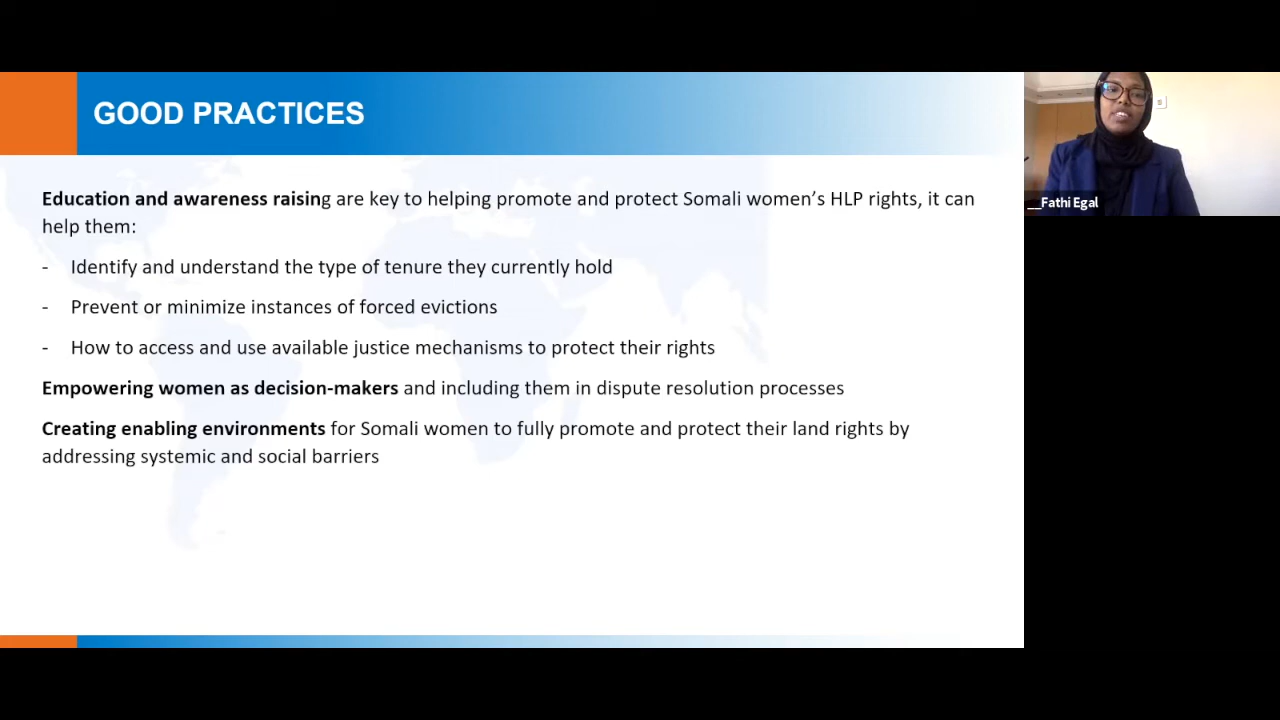 GOOD PRACTICES
Education and awareness raising are key to helping promote and protect Somali women’s HLP rights, it can
help them:
- Identify and understand the type of tenure they currently hold
- Prevent or minimize instances of forced evictions
- How to access and use available justice mechanisms to protect their rights
Empowering women as decision-makers and including them in dispute resolution processes
Creating enabling environments for Somali women to fully promote and protect their land rights by
addressing systemic and social barriers
__Fathi Egal